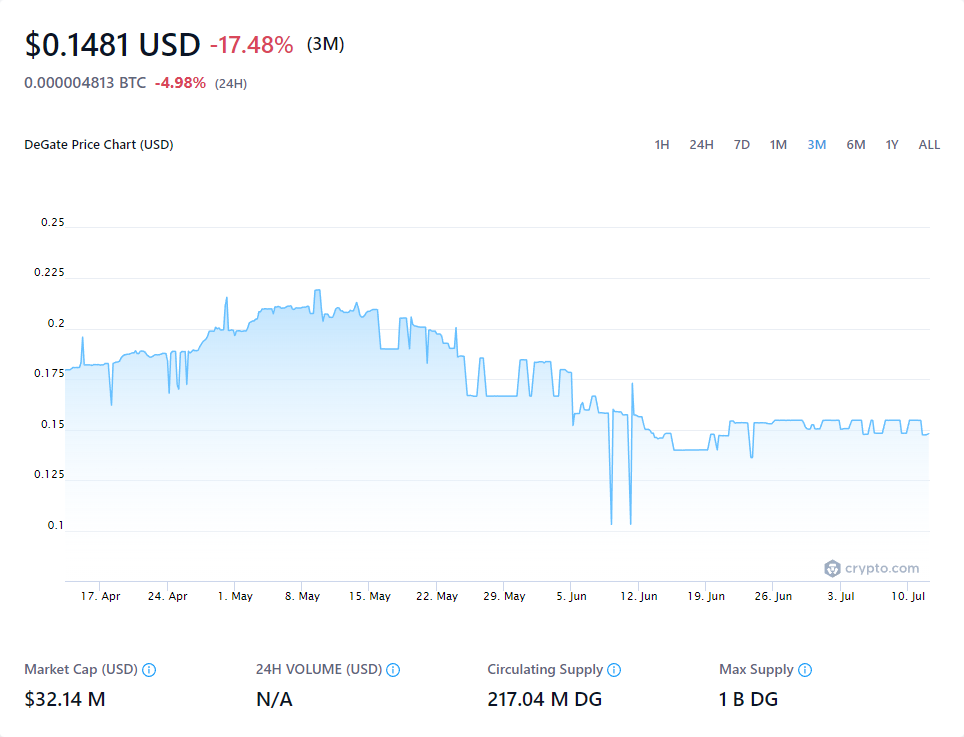 $0.1481 USD -17.48% (3M)
0.000004813 BTC -4.98% (24H)
DeGate Price Chart (USD)
1H 24H 7D 1M 3M 6M 1Y ALL
0.25
0.225
0.2
0.175
0.15
0.125
0.1
crypto.com
17. Apr 24. Apr 1. May 8. May 15. May 22. May 29. May 5. Jun 12. Jun 19. Jun 26. Jun 3. Jul 10. Jul
Market Cap (USD) 24H VOLUME (USD) Circulating Supply Max Supply
$32.14 M N/A 217.04 M DG 1 B DG